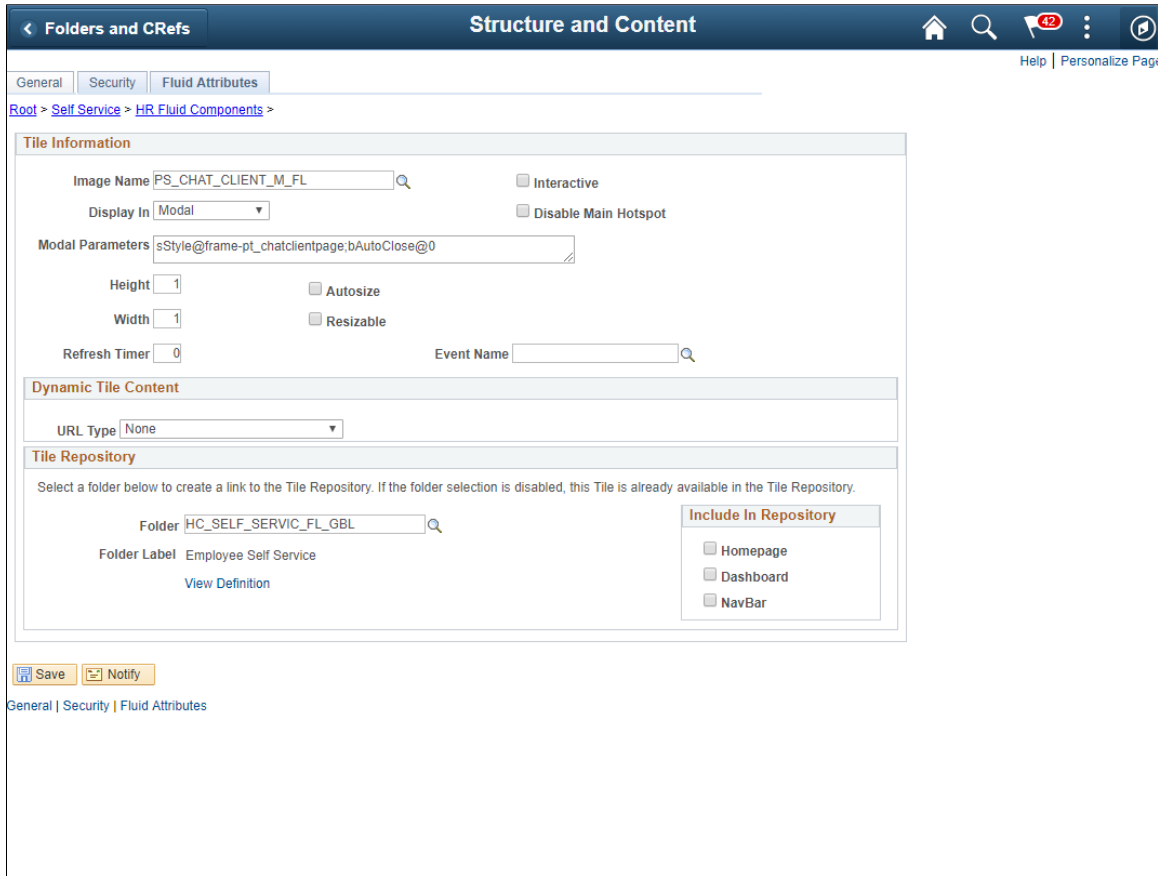 Folders and CRefs
Structure and Content
42
Help | Personalize Page
General Security Fluid Attributes
Root > Self Service > HR Fluid Components >
Tile Information
Image Name PS_CHAT_CLIENT_M_FL
Interactive
Display In Modal
Disable Main Hotspot
Modal Parameters sStyle@frame-pt_chatclientpage;bAutoClose@0
Height 1
Autosize
Width 1
Resizable
Refresh Timer 0
Event Name
Dynamic Tile Content
URL Type None
Tile Repository
Select a folder below to create a link to the Tile Repository. If the folder selection is disabled, this Tile is already available in the Tile Repository.
Folder HC_SELF_SERVIC_FL_GBL
Folder Label Employee Self Service
View Definition
Include In Repository
Homepage
Dashboard
NavBar
Save Notify
General | Security | Fluid Attributes